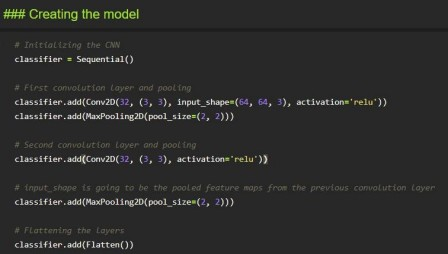 ### Creating the model
# Initializing the CNN
classifier = Sequential()
# First convolution layer and pooling
classifier.add(Conv2D(32, (3, 3), input_shape=(64, 64, 3), activation='relu'))
classifier.add(MaxPooling2D(pool_size=(2, 2)))
# Second convolution layer and pooling
classifier.add(Conv2D(32, (3, 3), activation='relu'))
# input_shape is going to be the pooled feature maps from the previous convolution layer
classifier.add(MaxPooling2D(pool_size=(2, 2)))
# Flattening the layers
classifier.add(Flatten())